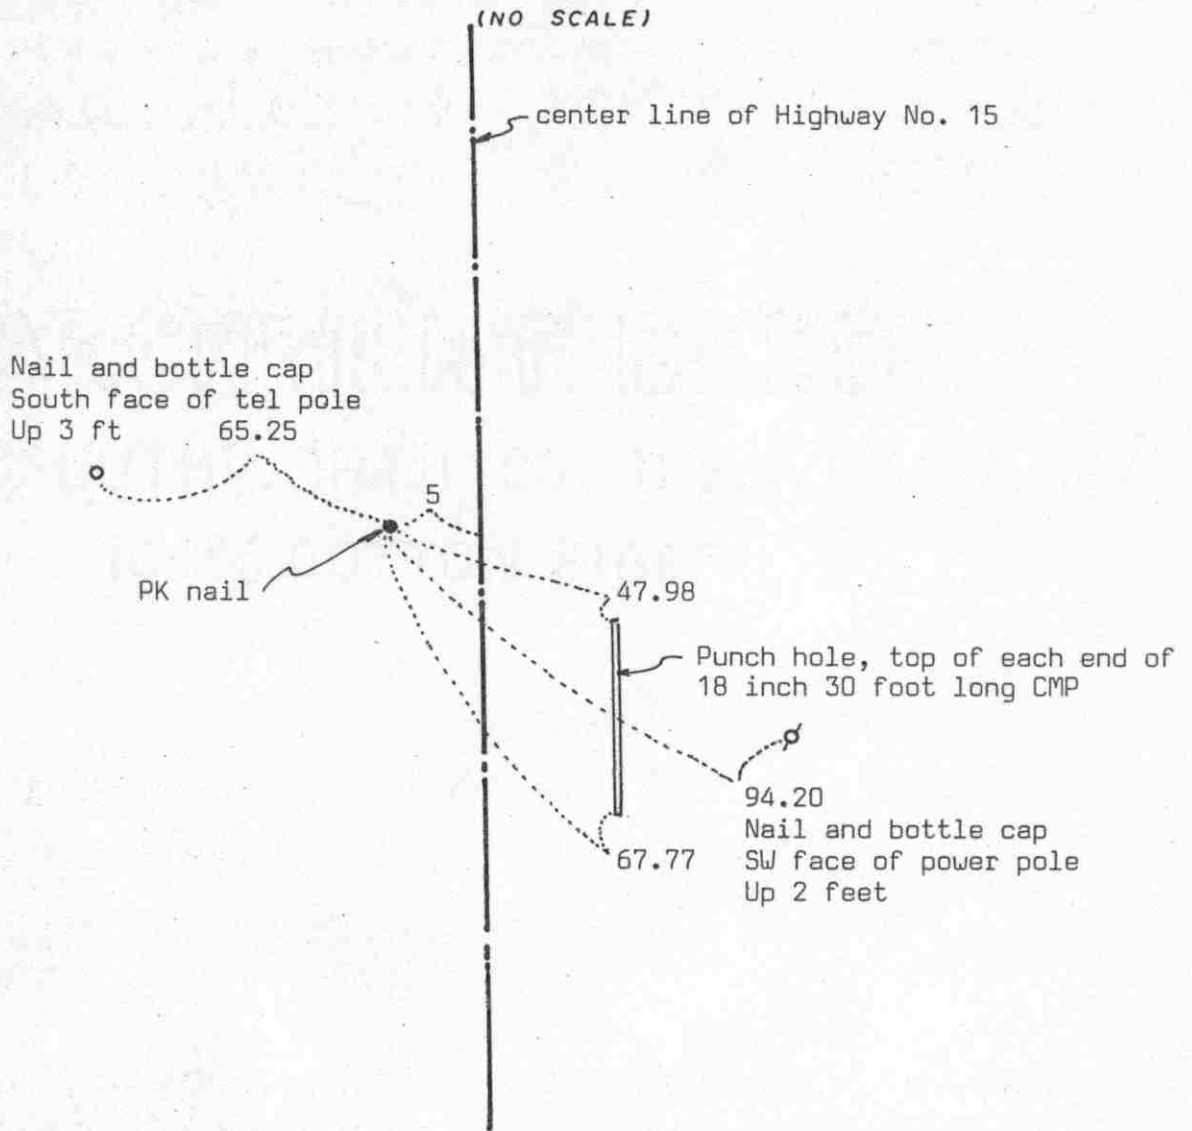 (NO SCALE)
center line of Highway No. 15
Nail and bottle cap
South face of tel pole
Up 3 ft 65.25
5
PK nail
47.98
Punch hole, top of each end of
18 inch 30 foot long CMP
94.20
Nail and bottle cap
67.77 SW face of power pole
Up 2 feet